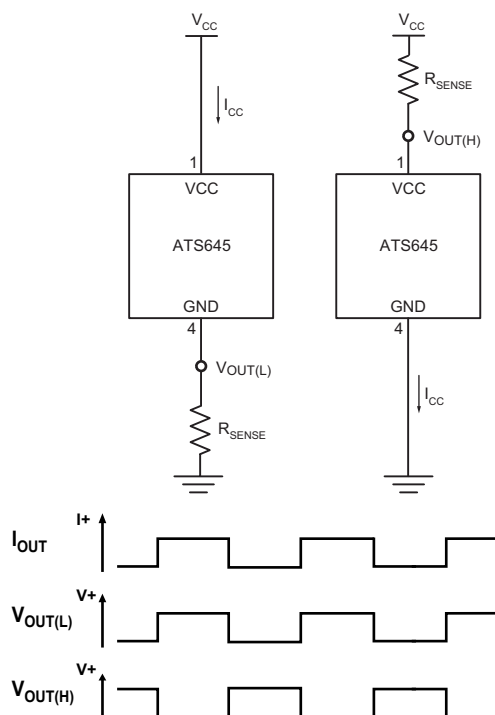 VCC
ICC
1
VCC
ATS645
GND
4
VOUT(L)
RSENSE
VCC
RSENSE
VOUT(H)
1
VCC
ATS645
GND
4
ICC
I+
IOUT
V+
VOUT(L)
V+
VOUT(H)